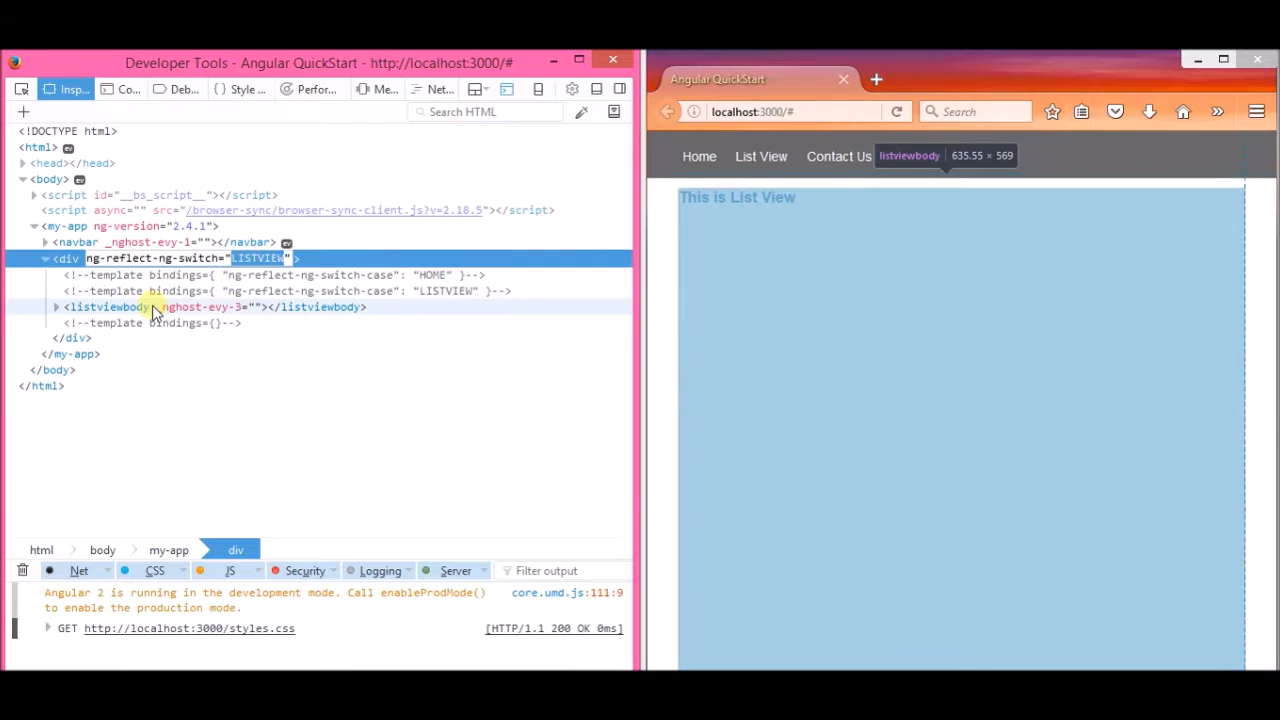 Developer Tools - Angular QuickStart - http://localhost:3000/#
Insp... Co... Deb... { } Style ... Perfor... Me... Net...
Search HTML
<!DOCTYPE html>
<html> ev
<head></head>
<body> ev
<script id="__bs_script__"></script>
<script async="" src="/browser-sync/browser-sync-client.js?v=2.18.5"></script>
<my-app ng-version="2.4.1">
<navbar _nghost-evy-1=""></navbar> ev
<div ng-reflect-ng-switch="LISTVIEW">
<!--template bindings={ "ng-reflect-ng-switch-case": "HOME" }-->
<!--template bindings={ "ng-reflect-ng-switch-case": "LISTVIEW" }-->
<listviewbody _nghost-evy-3=""></listviewbody>
<!--template bindings={}-->
</div>
</my-app>
</body>
</html>
html body my-app div
Net CSS JS Security Logging Server Filter output
Angular 2 is running in the development mode. Call enableProdMode() core.umd.js:111:9
to enable the production mode.
GET http://localhost:3000/styles.css [HTTP/1.1 200 OK 0ms]
Angular QuickStart
localhost:3000/# Search
Home List View Contact Us listviewbody 635.55 × 569
This is List View